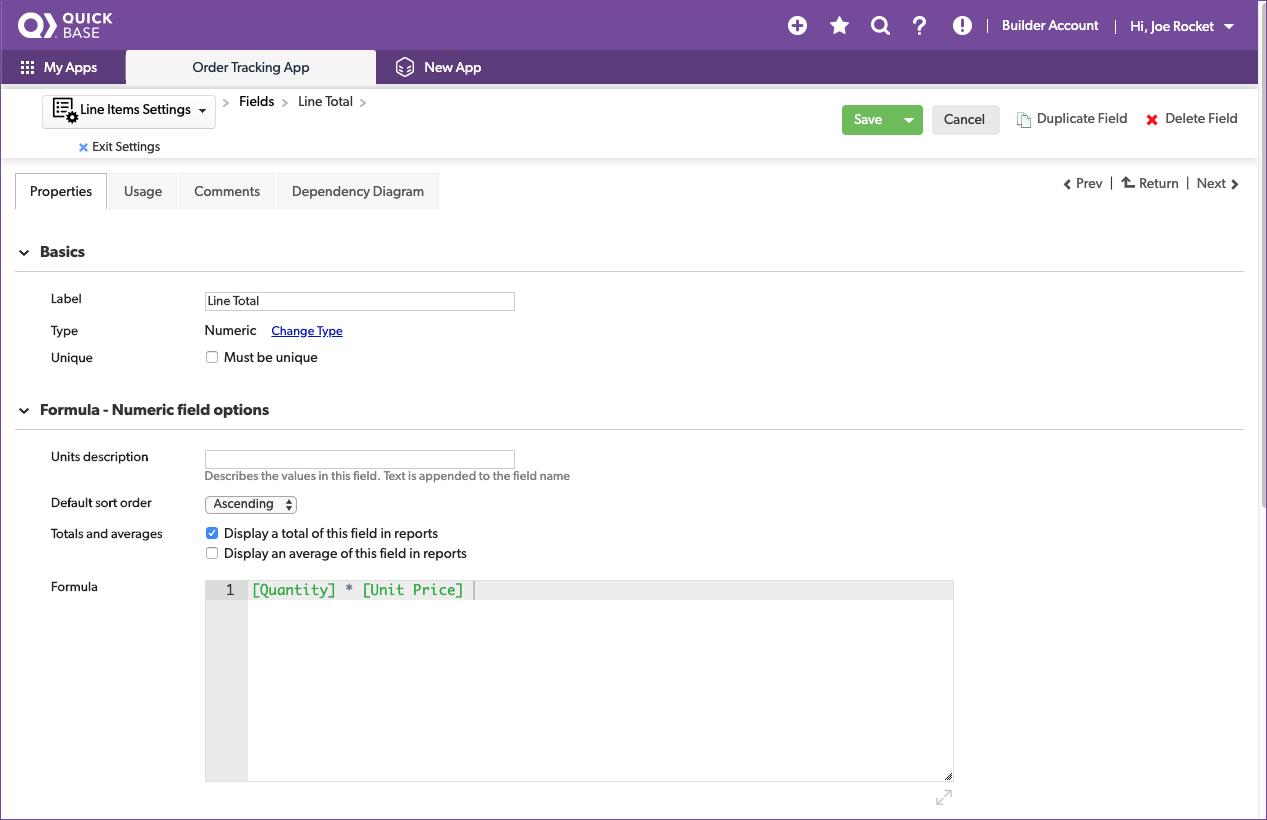 QUICK
BASE
Builder Account
Hi, Joe Rocket
My Apps
Order Tracking App
New App
Line Items Settings
Fields
Line Total
Save
Cancel
Duplicate Field
Delete Field
Exit Settings
Properties
Usage
Comments
Dependency Diagram
Prev | Return | Next
Basics
Label
Line Total
Type
Numeric
Change Type
Unique
Must be unique
Formula - Numeric field options
Units description
Describes the values in this field. Text is appended to the field name
Default sort order
Ascending
Totals and averages
Display a total of this field in reports
Display an average of this field in reports
Formula
1
[Quantity] * [Unit Price]